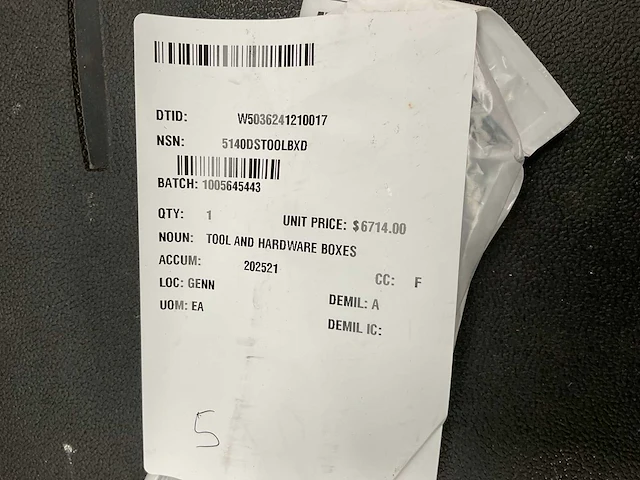 DTID: W5036241210017
NSN: 5140DSTOOLBXD
BATCH: 1005645443
QTY: 1 UNIT PRICE: $6714.00
NOUN: TOOL AND HARDWARE BOXES
ACCUM: 202521
CC: F
LOC: GENN
DEMIL: A
UOM: EA
DEMIL IC:
5